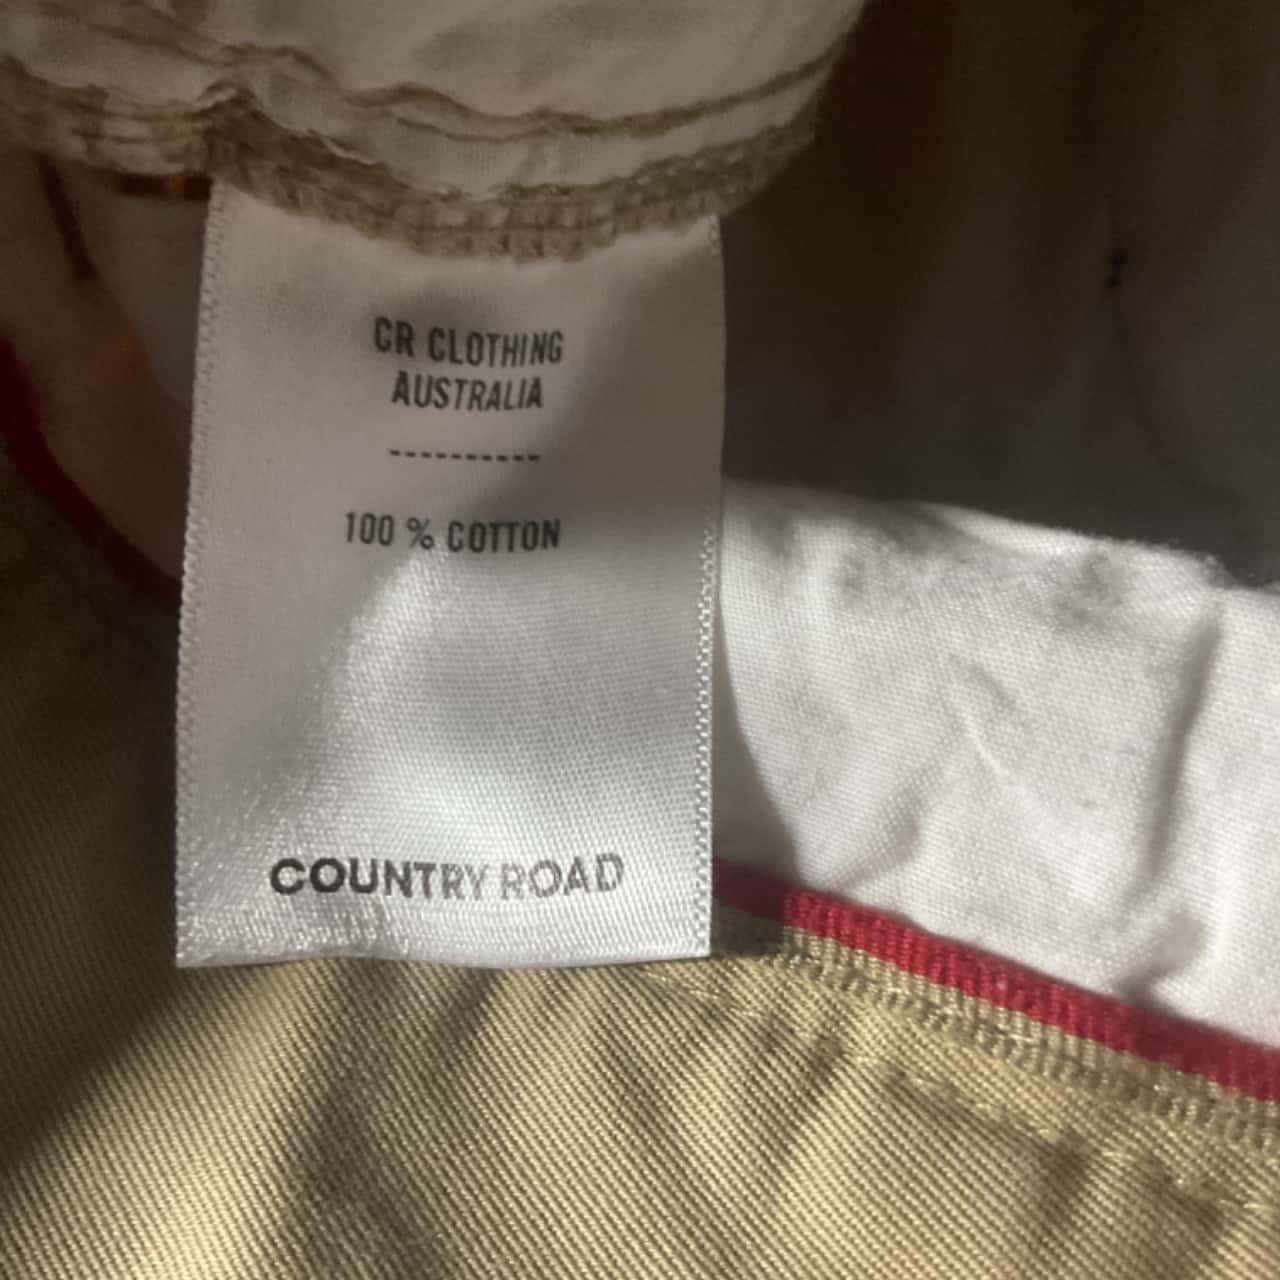 CR CLOTHING
AUSTRALIA
----------
100 % COTTON
COUNTRY ROAD